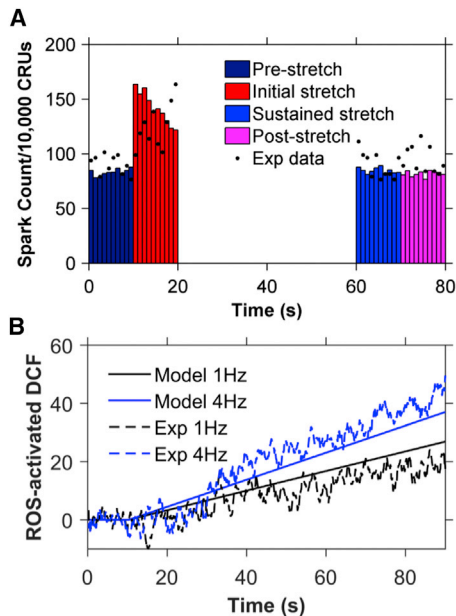 A
Spark Count/10,000 CRUs
200
150
100
50
0
Pre-stretch
Initial stretch
Sustained stretch
Post-stretch
Exp data
0 20 40 60 80
Time (s)
B
ROS-activated DCF
60
40
20
0
Model 1Hz
Model 4Hz
Exp 1Hz
Exp 4Hz
0 20 40 60 80
Time (s)